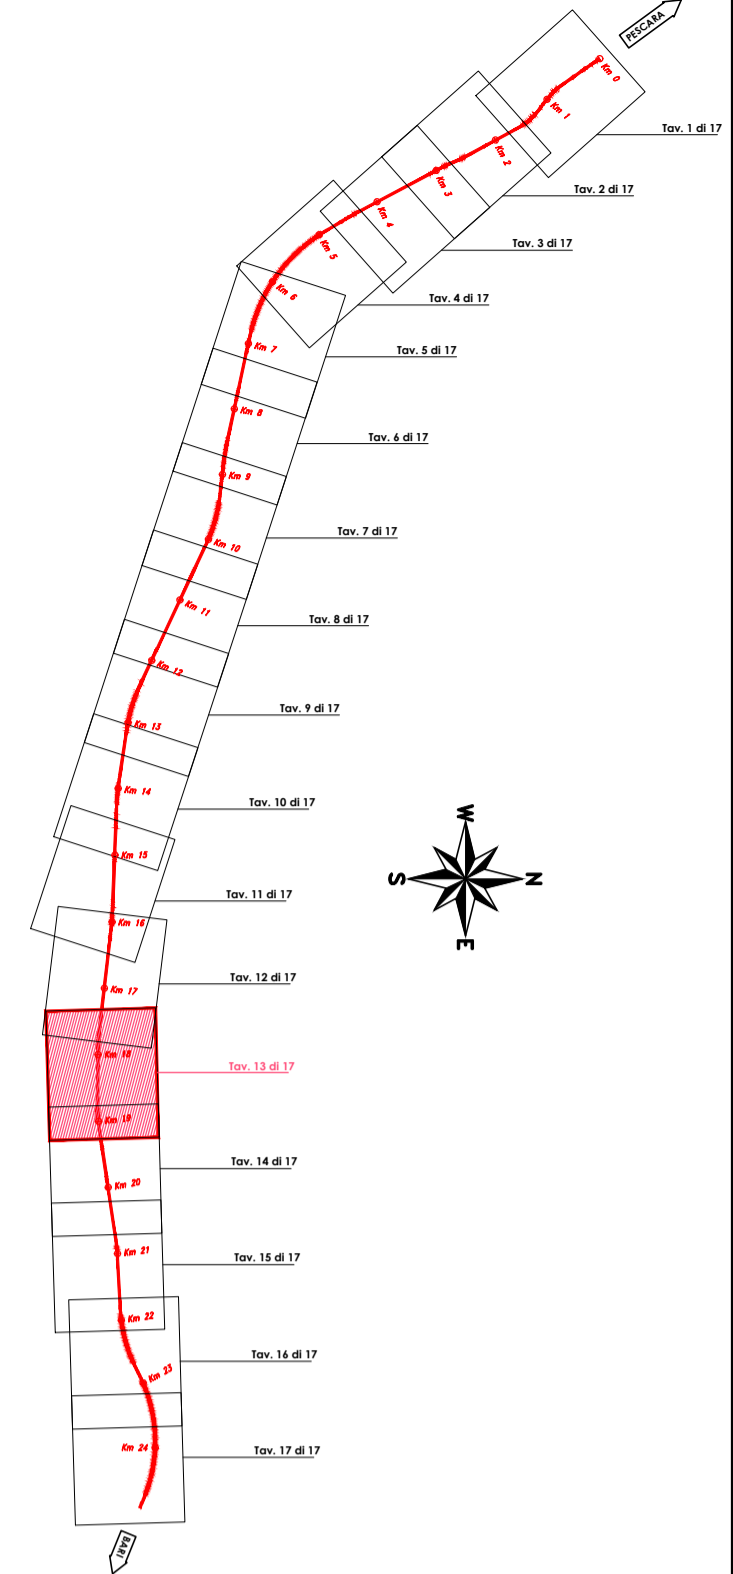 PESCARA
Km 0
Km 1
Tav. 1 di 17
Km 2
Km 3
Tav. 2 di 17
Km 4
Km 5
Tav. 3 di 17
Km 6
Tav. 4 di 17
Km 7
Tav. 5 di 17
Km 8
Tav. 6 di 17
Km 9
Km 10
Tav. 7 di 17
Km 11
Tav. 8 di 17
Km 12
Km 13
Tav. 9 di 17
Km 14
Tav. 10 di 17
W
Km 15
S
N
Tav. 11 di 17
Km 16
E
Tav. 12 di 17
Km 17
Km 18
Tav. 13 di 17
Km 19
Tav. 14 di 17
Km 20
Km 21
Tav. 15 di 17
Km 22
Tav. 16 di 17
Km 23
Km 24
Tav. 17 di 17
BARI